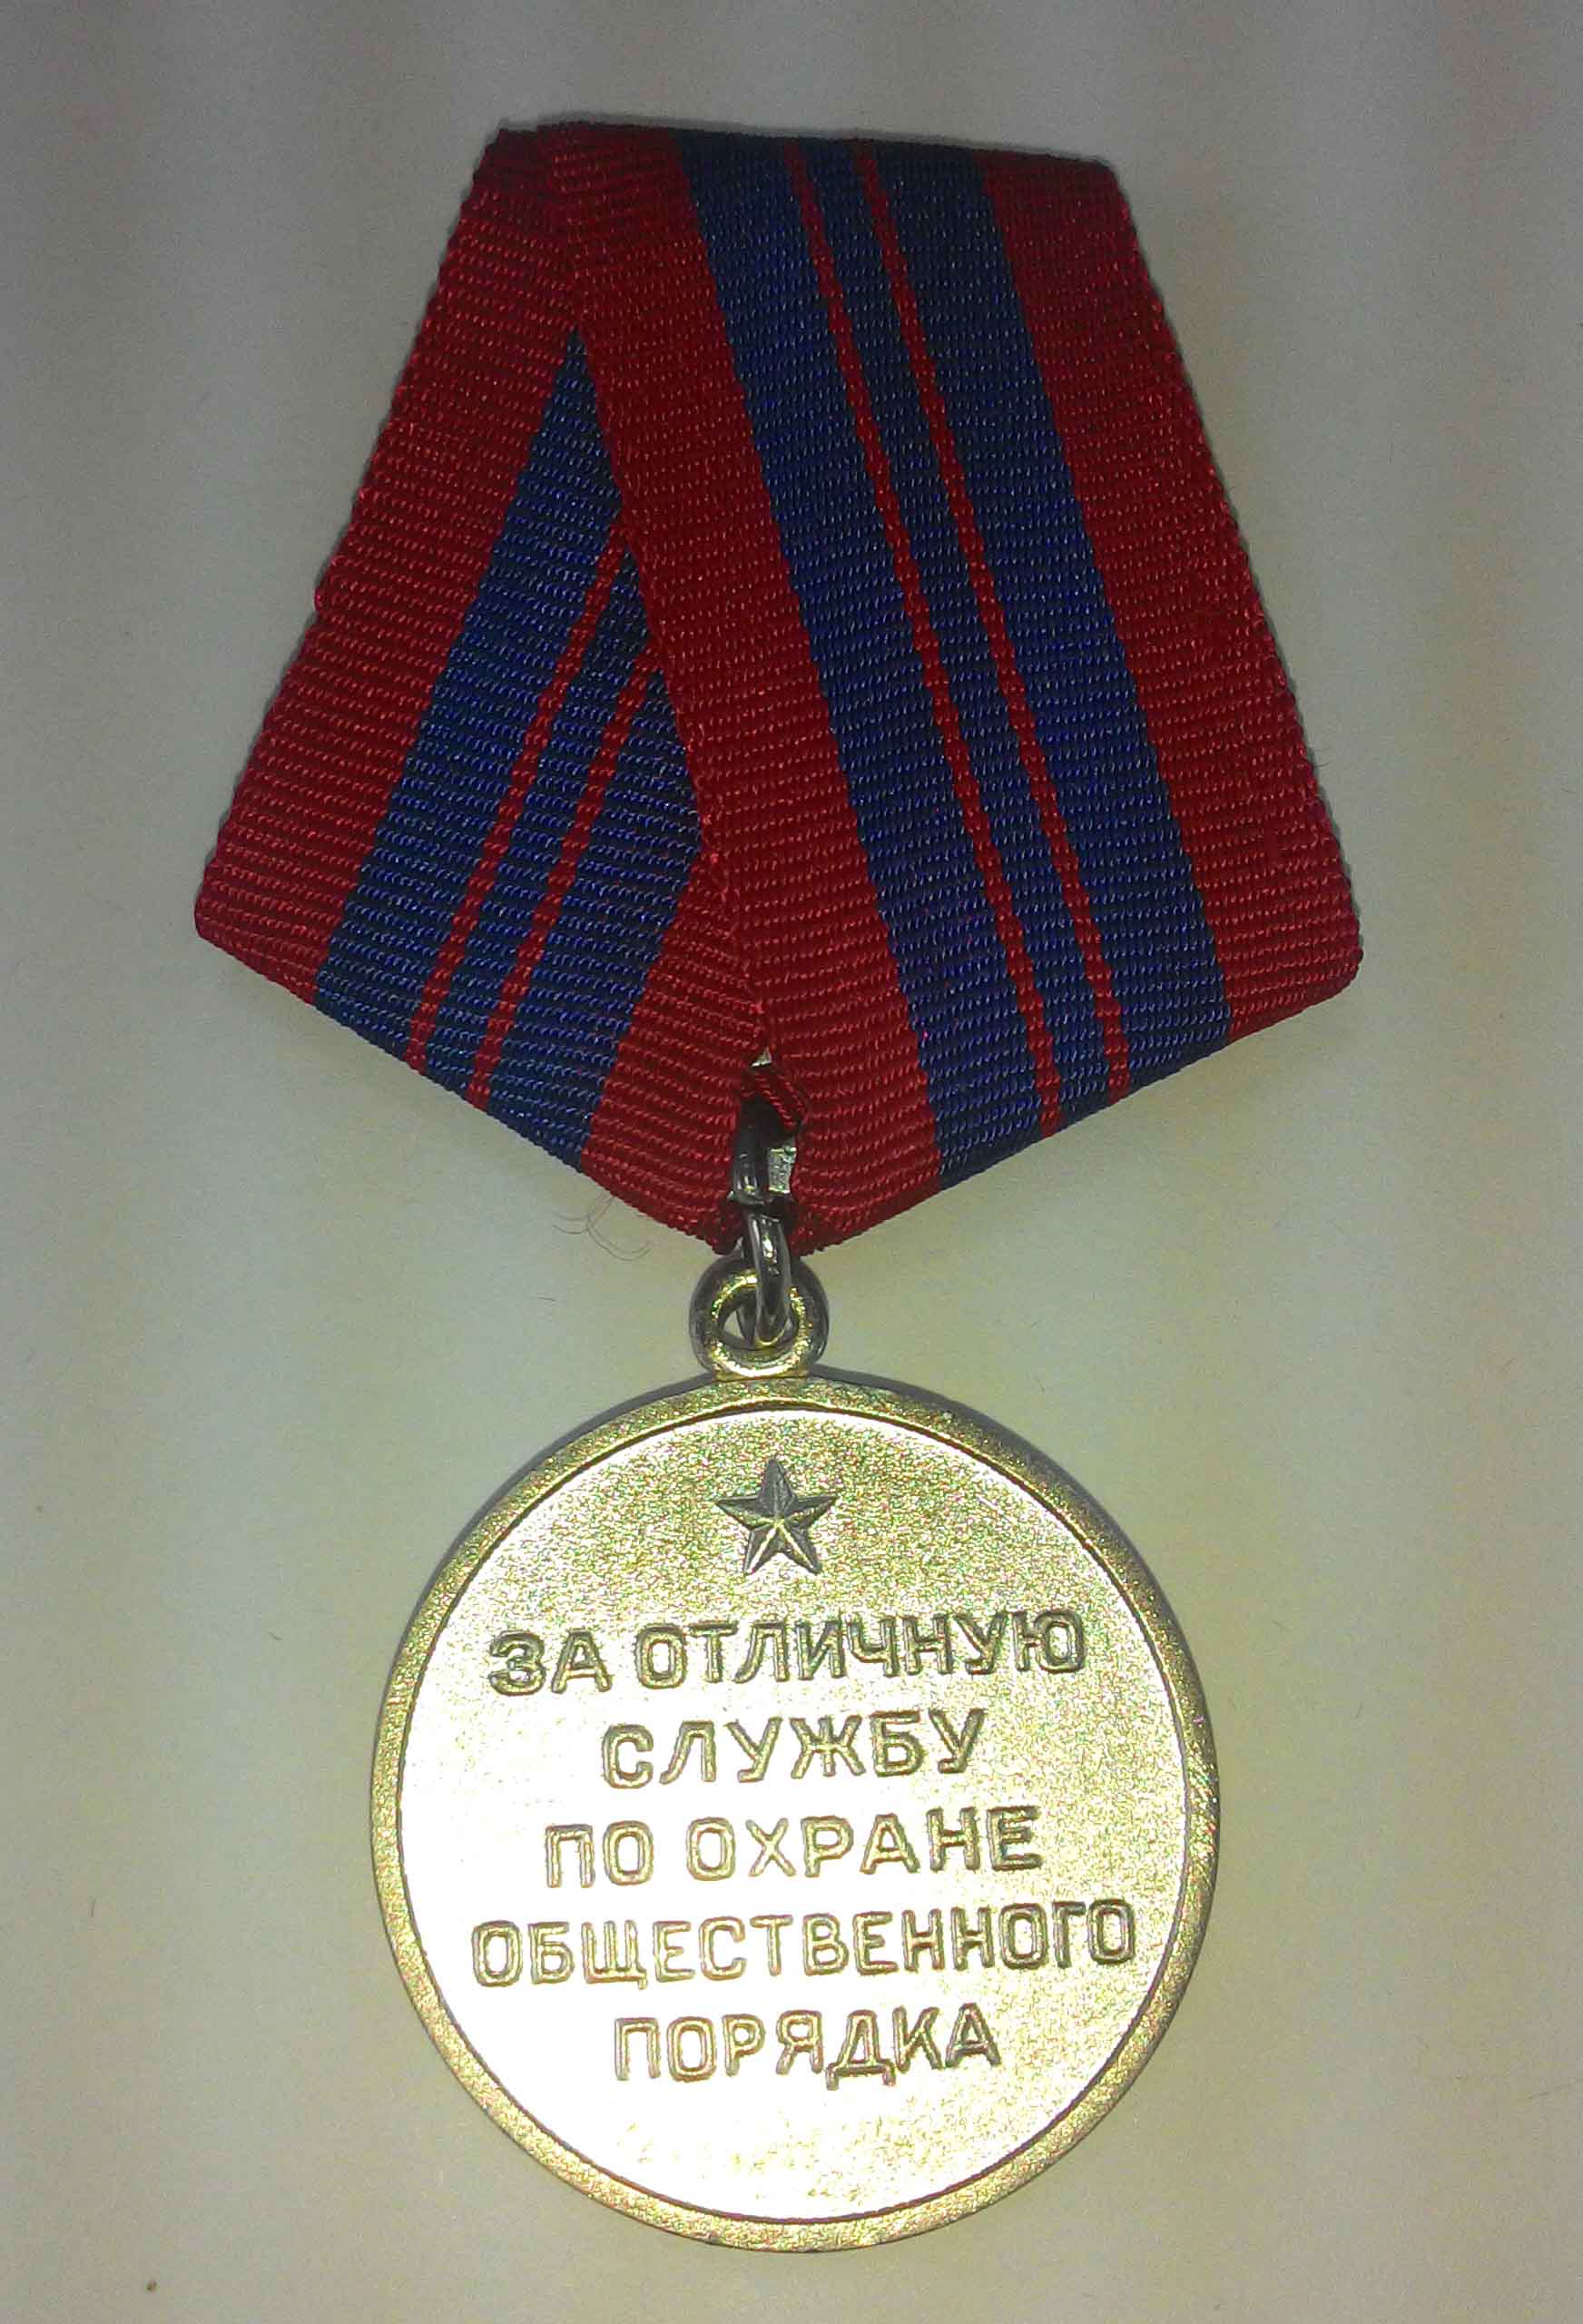 ЗА ОТЛИЧНУЮ
СЛУЖБУ
ПО ОХРАНЕ
ОБЩЕСТВЕННОГО
ПОРЯДКА